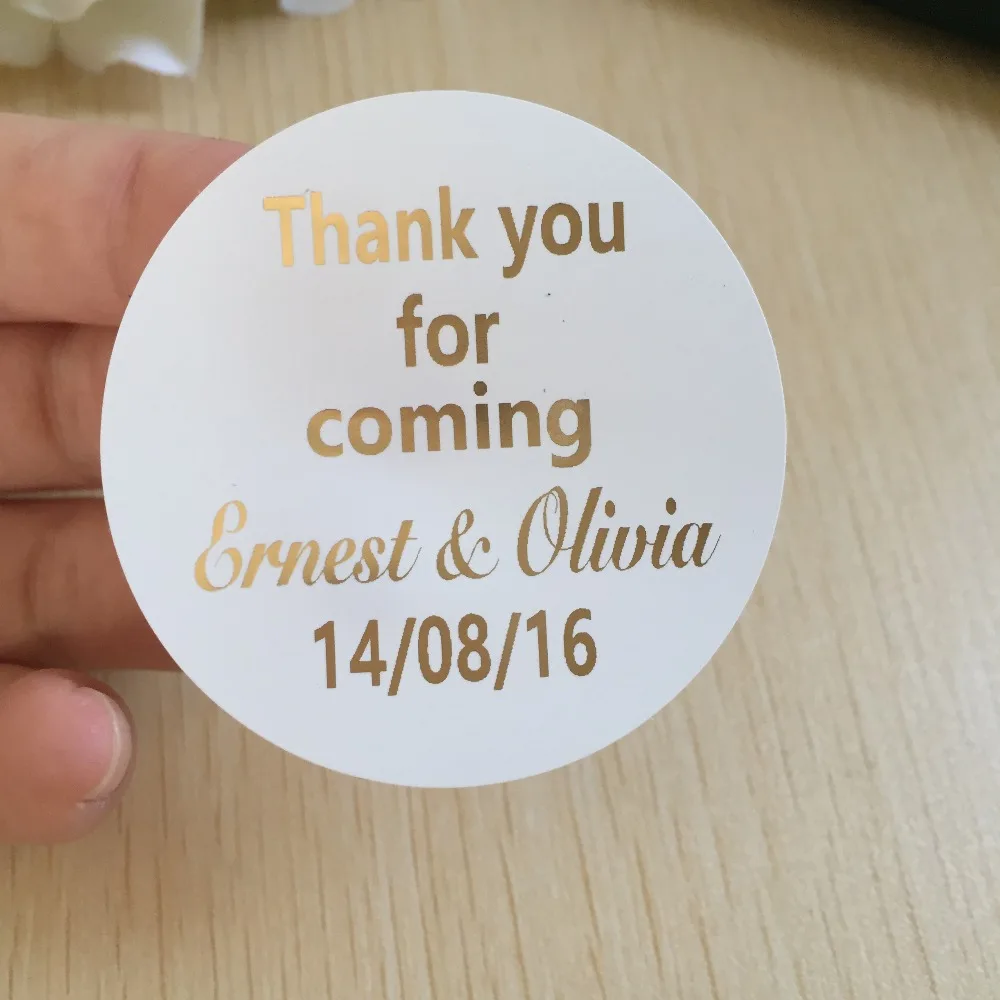 Thank you
for
coming
Ernest & Olivia
14/08/16